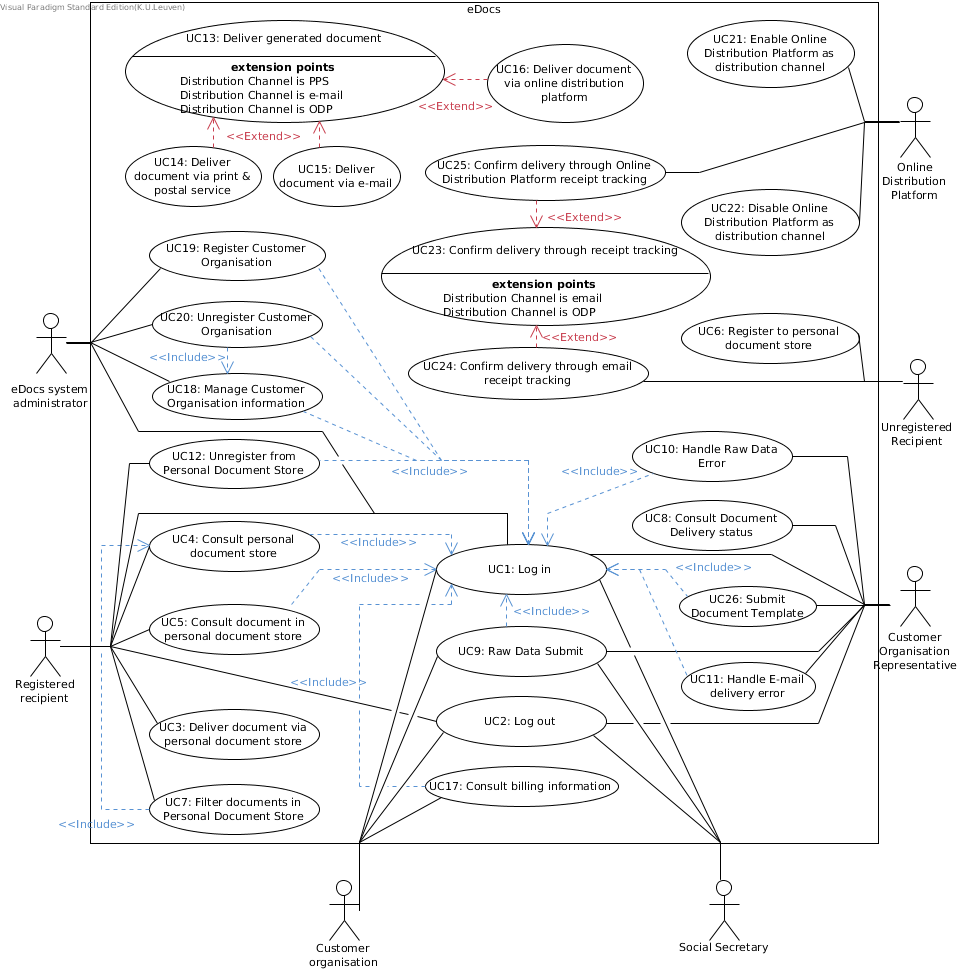 Visual Paradigm Standard Edition(K.U.Leuven)
eDocs
UC13: Deliver generated document
extension points
Distribution Channel is PPS
Distribution Channel is e-mail
Distribution Channel is ODP
UC16: Deliver document
via online distribution
platform
<<Extend>>
UC21: Enable Online
Distribution Platform as
distribution channel
<<Extend>>
UC14: Deliver
document via print &
postal service
UC15: Deliver
document via e-mail
UC25: Confirm delivery through Online
Distribution Platform receipt tracking
Online
Distribution
Platform
<<Extend>>
UC22: Disable Online
Distribution Platform as
distribution channel
UC19: Register Customer
Organisation
UC23: Confirm delivery through receipt tracking
extension points
Distribution Channel is email
Distribution Channel is ODP
UC20: Unregister Customer
Organisation
<<Include>>
<<Extend>>
UC6: Register to personal
document store
eDocs system
administrator
UC18: Manage Customer
Organisation information
UC24: Confirm delivery through email
receipt tracking
Unregistered
Recipient
UC12: Unregister from
Personal Document Store
<<Include>>
<<Include>>
UC10: Handle Raw Data
Error
UC4: Consult personal
document store
<<Include>>
UC8: Consult Document
Delivery status
<<Include>>
UC1: Log in
<<Include>>
UC26: Submit
Document Template
<<Include>>
UC5: Consult document in
personal document store
UC9: Raw Data Submit
Customer
Organisation
Representative
Registered
recipient
<<Include>>
UC11: Handle E-mail
delivery error
UC3: Deliver document via
personal document store
UC2: Log out
UC17: Consult billing information
UC7: Filter documents in
Personal Document Store
<<Include>>
Customer
organisation
Social Secretary